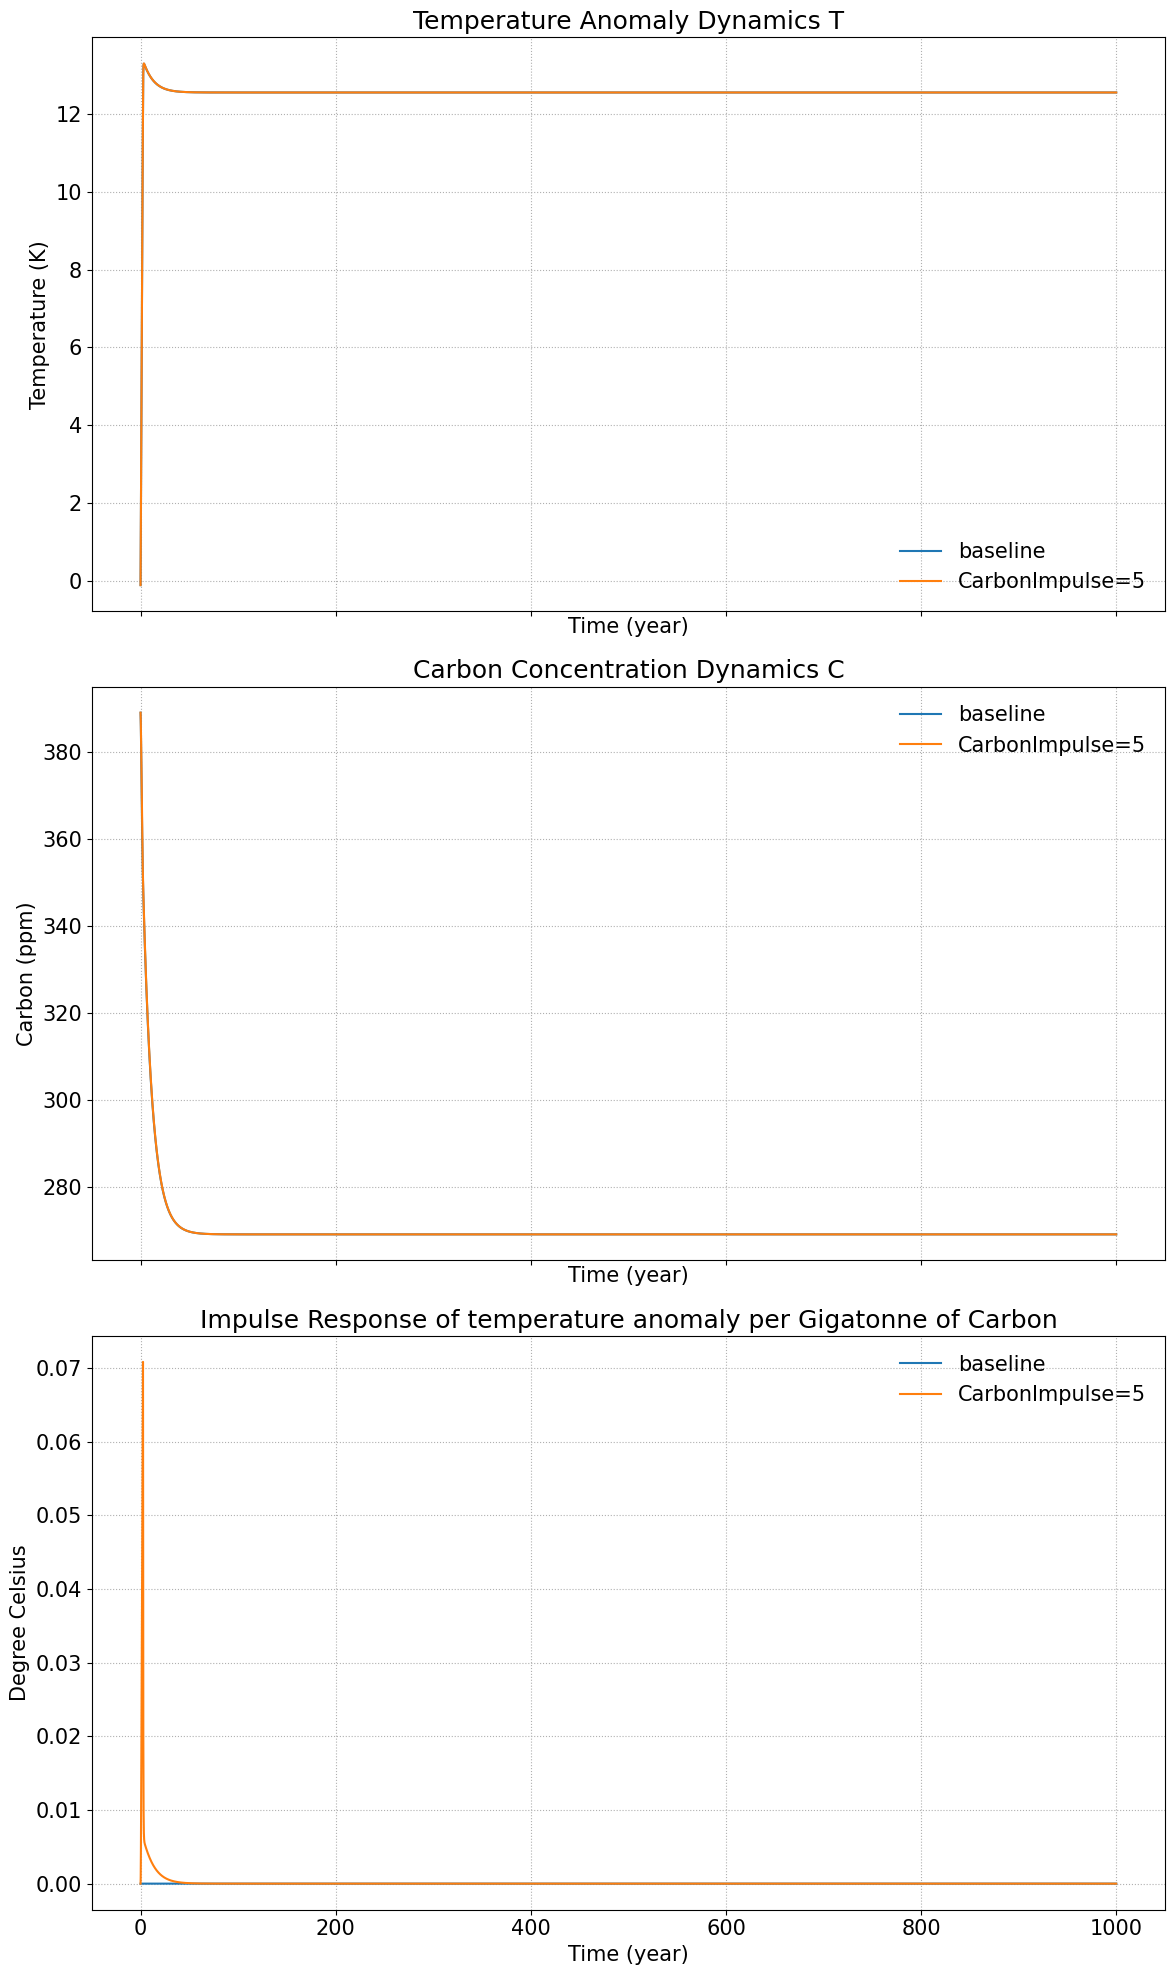 Temperature Anomaly Dynamics T
12
10
8
6
4
2
0
Temperature (K)
baseline
CarbonImpulse=5
Time (year)
Carbon Concentration Dynamics C
380
360
340
320
300
280
Carbon (ppm)
baseline
CarbonImpulse=5
Time (year)
Impulse Response of temperature anomaly per Gigatonne of Carbon
0.07
0.06
0.05
0.04
0.03
0.02
0.01
0.00
Degree Celsius
baseline
CarbonImpulse=5
0 200 400 600 800 1000
Time (year)